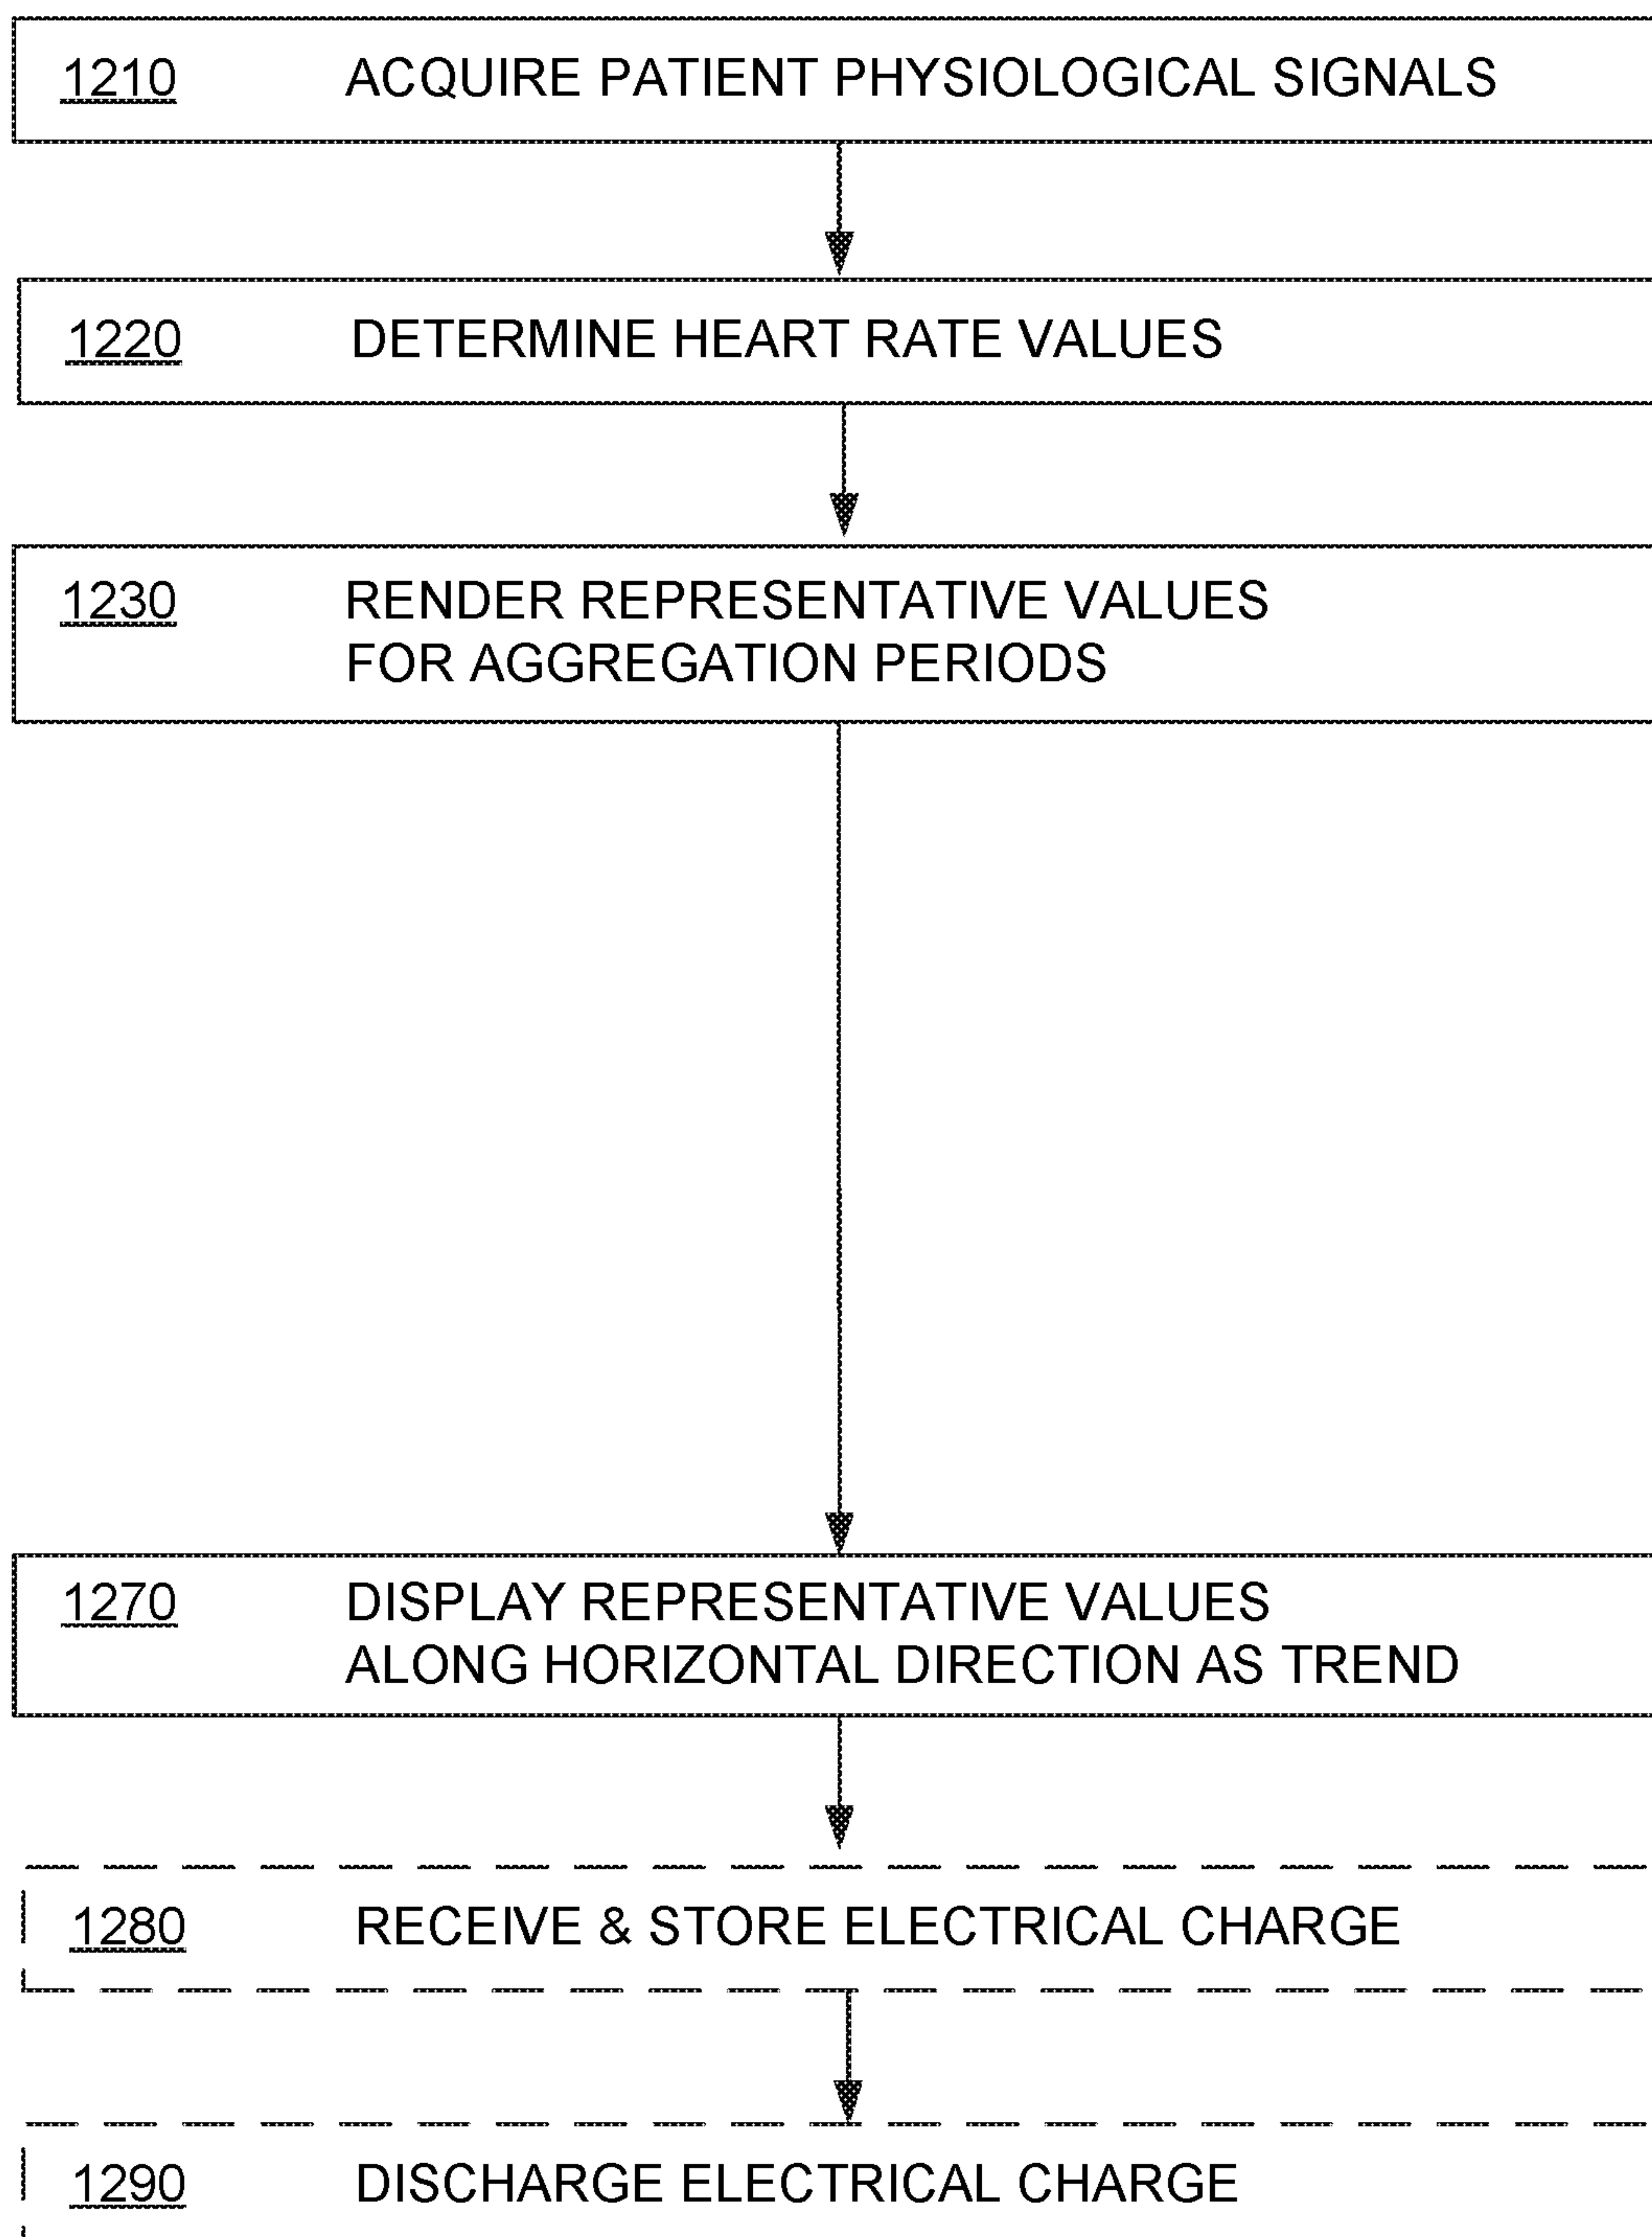 1210 ACQUIRE PATIENT PHYSIOLOGICAL SIGNALS
1220 DETERMINE HEART RATE VALUES
1230 RENDER REPRESENTATIVE VALUES
FOR AGGREGATION PERIODS
1270 DISPLAY REPRESENTATIVE VALUES
ALONG HORIZONTAL DIRECTION AS TREND
1280 RECEIVE & STORE ELECTRICAL CHARGE
1290 DISCHARGE ELECTRICAL CHARGE